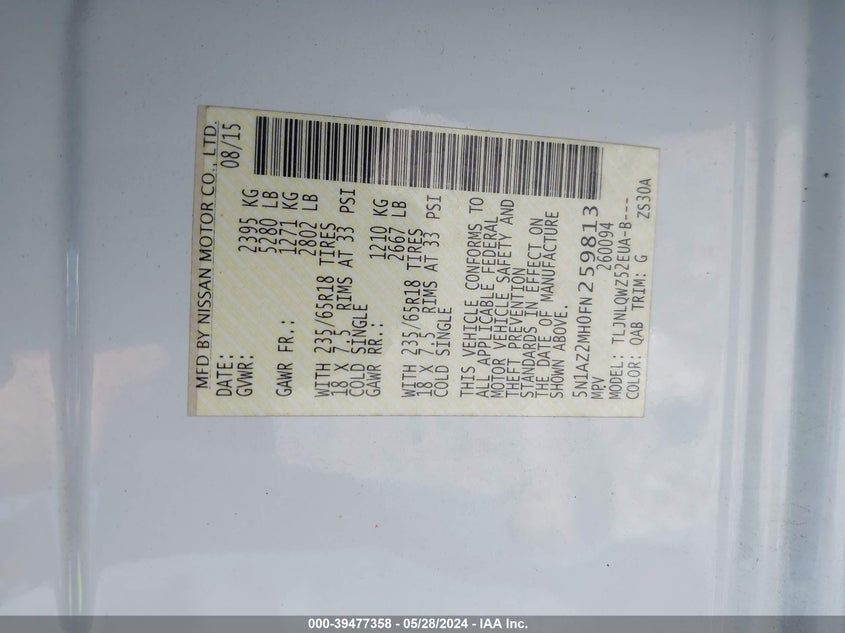 MFD BY NISSAN MOTOR CO., LTD.
DATE: 08/15
GVWR: 2395 KG
5280 LB
GAWR FR.: 1271 KG
2802 LB
WITH 235/65R18 TIRES
18 X 7.5 RIMS AT 33 PSI
COLD SINGLE
GAWR RR.: 1210 KG
2667 LB
WITH 235/65R18 TIRES
18 X 7.5 RIMS AT 33 PSI
COLD SINGLE
THIS VEHICLE CONFORMS TO
ALL APPLICABLE FEDERAL
MOTOR VEHICLE SAFETY AND
THEFT PREVENTION
STANDARDS IN EFFECT ON
THE DATE OF MANUFACTURE
SHOWN ABOVE.
5N1AZ2MH0FN259813
MPV 260094
MODEL: TLJNLQWZ52EUA-B---
COLOR: QAB TRIM: G ZS30A
000-39477358 - 05/28/2024 - IAA Inc.